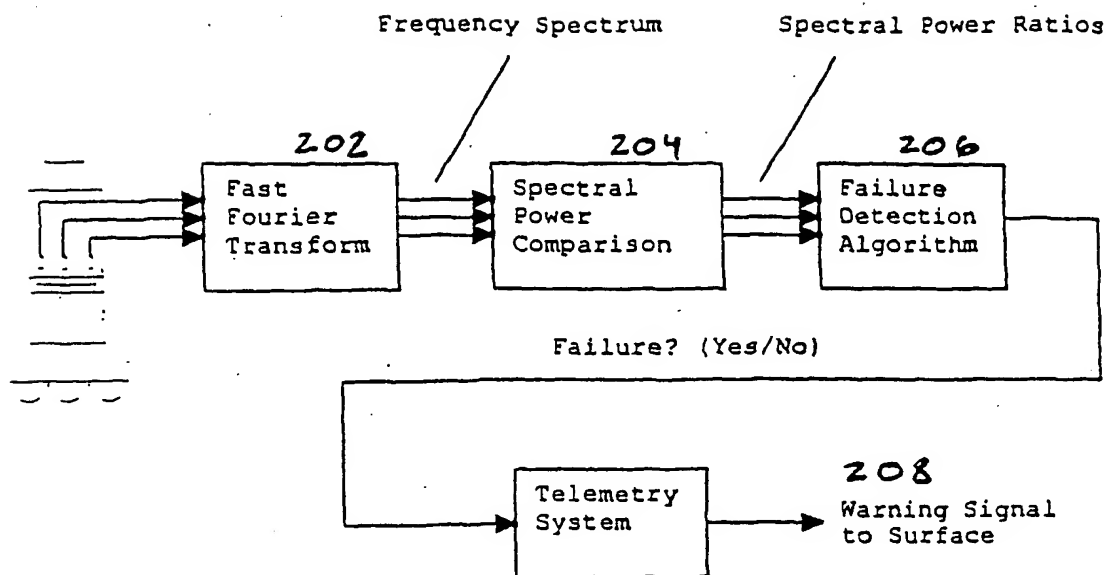 Frequency Spectrum
Spectral Power Ratios
202
204
206
Fast
Fourier
Transform
Spectral
Power
Comparison
Failure
Detection
Algorithm
Failure? (Yes/No)
Telemetry
System
208
Warning Signal
to Surface